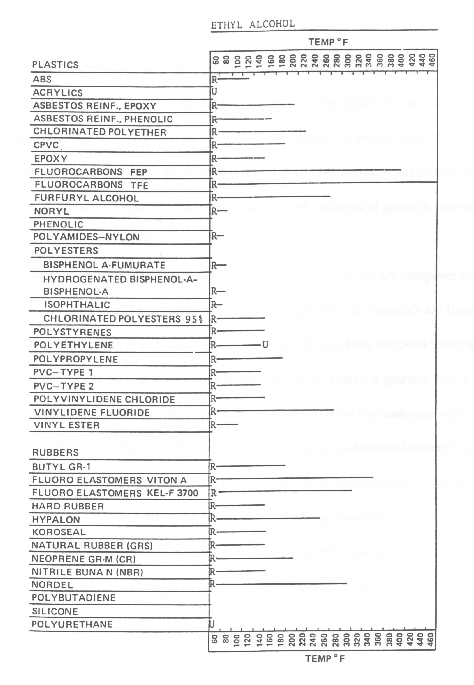 ETHYL ALCOHOL
TEMP °F
60 80 100 120 140 160 180 200 220 240 260 280 300 320 340 360 380 400 420 440 460
PLASTICS
ABS R
ACRYLICS U
ASBESTOS REINF., EPOXY R
ASBESTOS REINF., PHENOLIC R
CHLORINATED POLYETHER R
CPVC R
EPOXY R
FLUOROCARBONS FEP R
FLUOROCARBONS TFE R
FURFURYL ALCOHOL R
NORYL R
PHENOLIC
POLYAMIDES-NYLON R
POLYESTERS
BISPHENOL A-FUMURATE R
HYDROGENATED BISPHENOL-A-
BISPHENOL-A R
ISOPHTHALIC R
CHLORINATED POLYESTERS 95% R
POLYSTYRENES R
POLYETHYLENE R U
POLYPROPYLENE R
PVC-TYPE 1 R
PVC-TYPE 2 R
POLYVINYLIDENE CHLORIDE R
VINYLIDENE FLUORIDE R
VINYL ESTER R
RUBBERS
BUTYL GR-1 R
FLUORO ELASTOMERS VITON A R
FLUORO ELASTOMERS KEL-F 3700 R
HARD RUBBER R
HYPALON R
KOROSEAL R
NATURAL RUBBER (GRS) R
NEOPRENE GR-M (CR) R
NITRILE BUNA N (NBR) R
NORDEL R
POLYBUTADIENE
SILICONE
POLYURETHANE U
60 80 100 120 140 160 180 200 220 240 260 280 300 320 340 360 380 400 420 440 460
TEMP °F